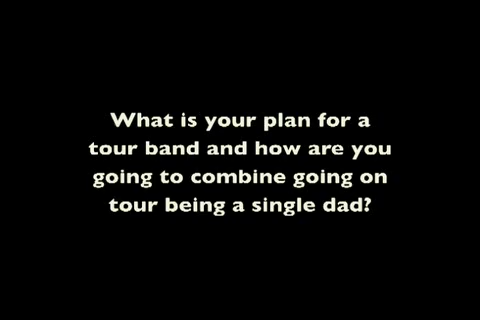 What is your plan for a
tour band and how are you
going to combine going on
tour being a single dad?